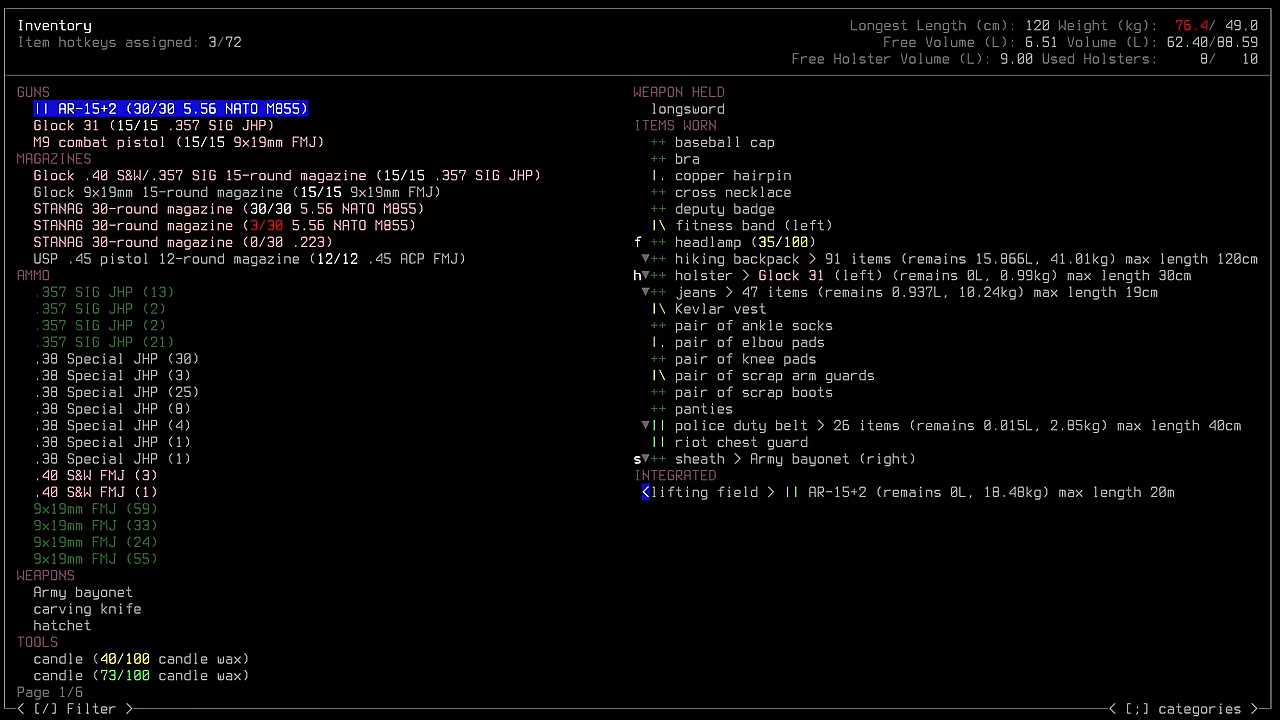 Inventory
Item hotkeys assigned: 3/72
Longest Length (cm): 120 Weight (kg): 76.4/ 49.0
Free Volume (L): 6.51 Volume (L): 62.40/88.59
Free Holster Volume (L): 9.00 Used Holsters: 8/ 10
GUNS
|| AR-15+2 (30/30 5.56 NATO M855)
Glock 31 (15/15 .357 SIG JHP)
M9 combat pistol (15/15 9x19mm FMJ)
MAGAZINES
Glock .40 S&W/.357 SIG 15-round magazine (15/15 .357 SIG JHP)
Glock 9x19mm 15-round magazine (15/15 9x19mm FMJ)
STANAG 30-round magazine (30/30 5.56 NATO M855)
STANAG 30-round magazine (3/30 5.56 NATO M855)
STANAG 30-round magazine (0/30 .223)
USP .45 pistol 12-round magazine (12/12 .45 ACP FMJ)
AMMO
.357 SIG JHP (13)
.357 SIG JHP (2)
.357 SIG JHP (2)
.357 SIG JHP (21)
.38 Special JHP (30)
.38 Special JHP (3)
.38 Special JHP (25)
.38 Special JHP (8)
.38 Special JHP (4)
.38 Special JHP (1)
.38 Special JHP (1)
.40 S&W FMJ (3)
.40 S&W FMJ (1)
9x19mm FMJ (59)
9x19mm FMJ (33)
9x19mm FMJ (24)
9x19mm FMJ (55)
WEAPONS
Army bayonet
carving knife
hatchet
TOOLS
candle (40/100 candle wax)
candle (73/100 candle wax)
Page 1/6
< [/] Filter >
WEAPON HELD
longsword
ITEMS WORN
++ baseball cap
++ bra
|. copper hairpin
++ cross necklace
++ deputy badge
|\ fitness band (left)
f ++ headlamp (35/100)
▼++ hiking backpack > 91 items (remains 15.866L, 41.01kg) max length 120cm
h▼++ holster > Glock 31 (left) (remains 0L, 0.99kg) max length 30cm
▼++ jeans > 47 items (remains 0.937L, 10.24kg) max length 19cm
|\ Kevlar vest
++ pair of ankle socks
|. pair of elbow pads
++ pair of knee pads
|\ pair of scrap arm guards
++ pair of scrap boots
++ panties
▼|| police duty belt > 26 items (remains 0.015L, 2.85kg) max length 40cm
|| riot chest guard
s▼++ sheath > Army bayonet (right)
INTEGRATED
<lifting field > || AR-15+2 (remains 0L, 18.48kg) max length 20m
< [;] categories >